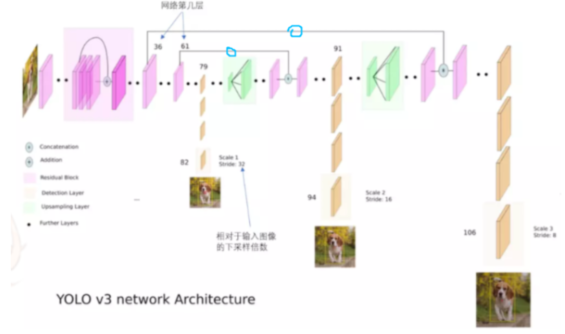 网络第几层
36
61
79
91
82
Scale 1
Stride: 32
94
Scale 2
Stride: 16
106
Scale 3
Stride: 8
Concatenation
Addition
Residual Block
Detection Layer
Upsampling Layer
Further Layers
...
相对于输入图像
的下采样倍数
YOLO v3 network Architecture